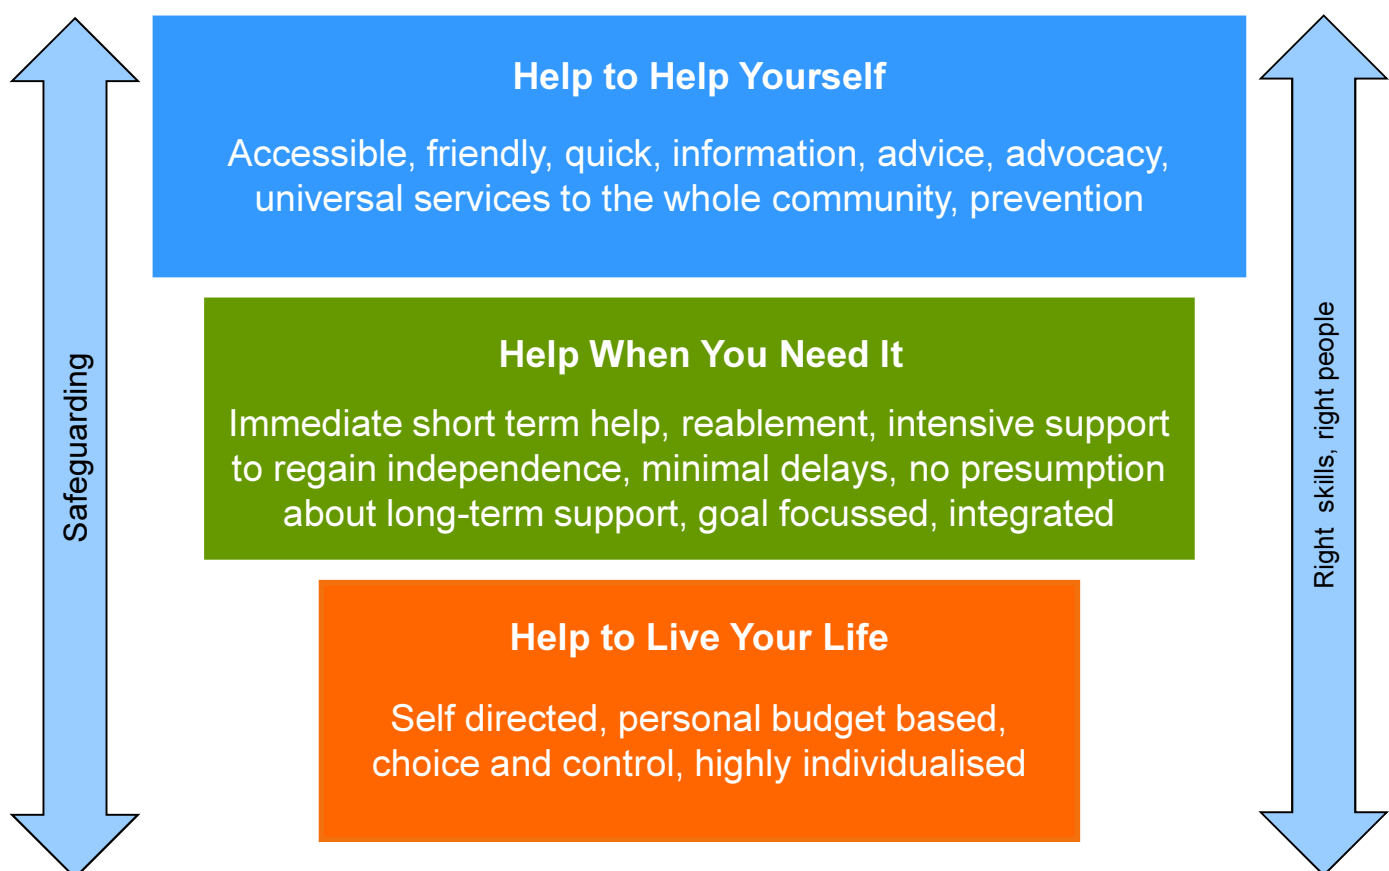 Help to Help Yourself
Accessible, friendly, quick, information, advice, advocacy,
universal services to the whole community, prevention
Help When You Need It
Immediate short term help, reablement, intensive support
to regain independence, minimal delays, no presumption
about long-term support, goal focussed, integrated
Help to Live Your Life
Self directed, personal budget based,
choice and control, highly individualised
Safeguarding
Right skills, right people